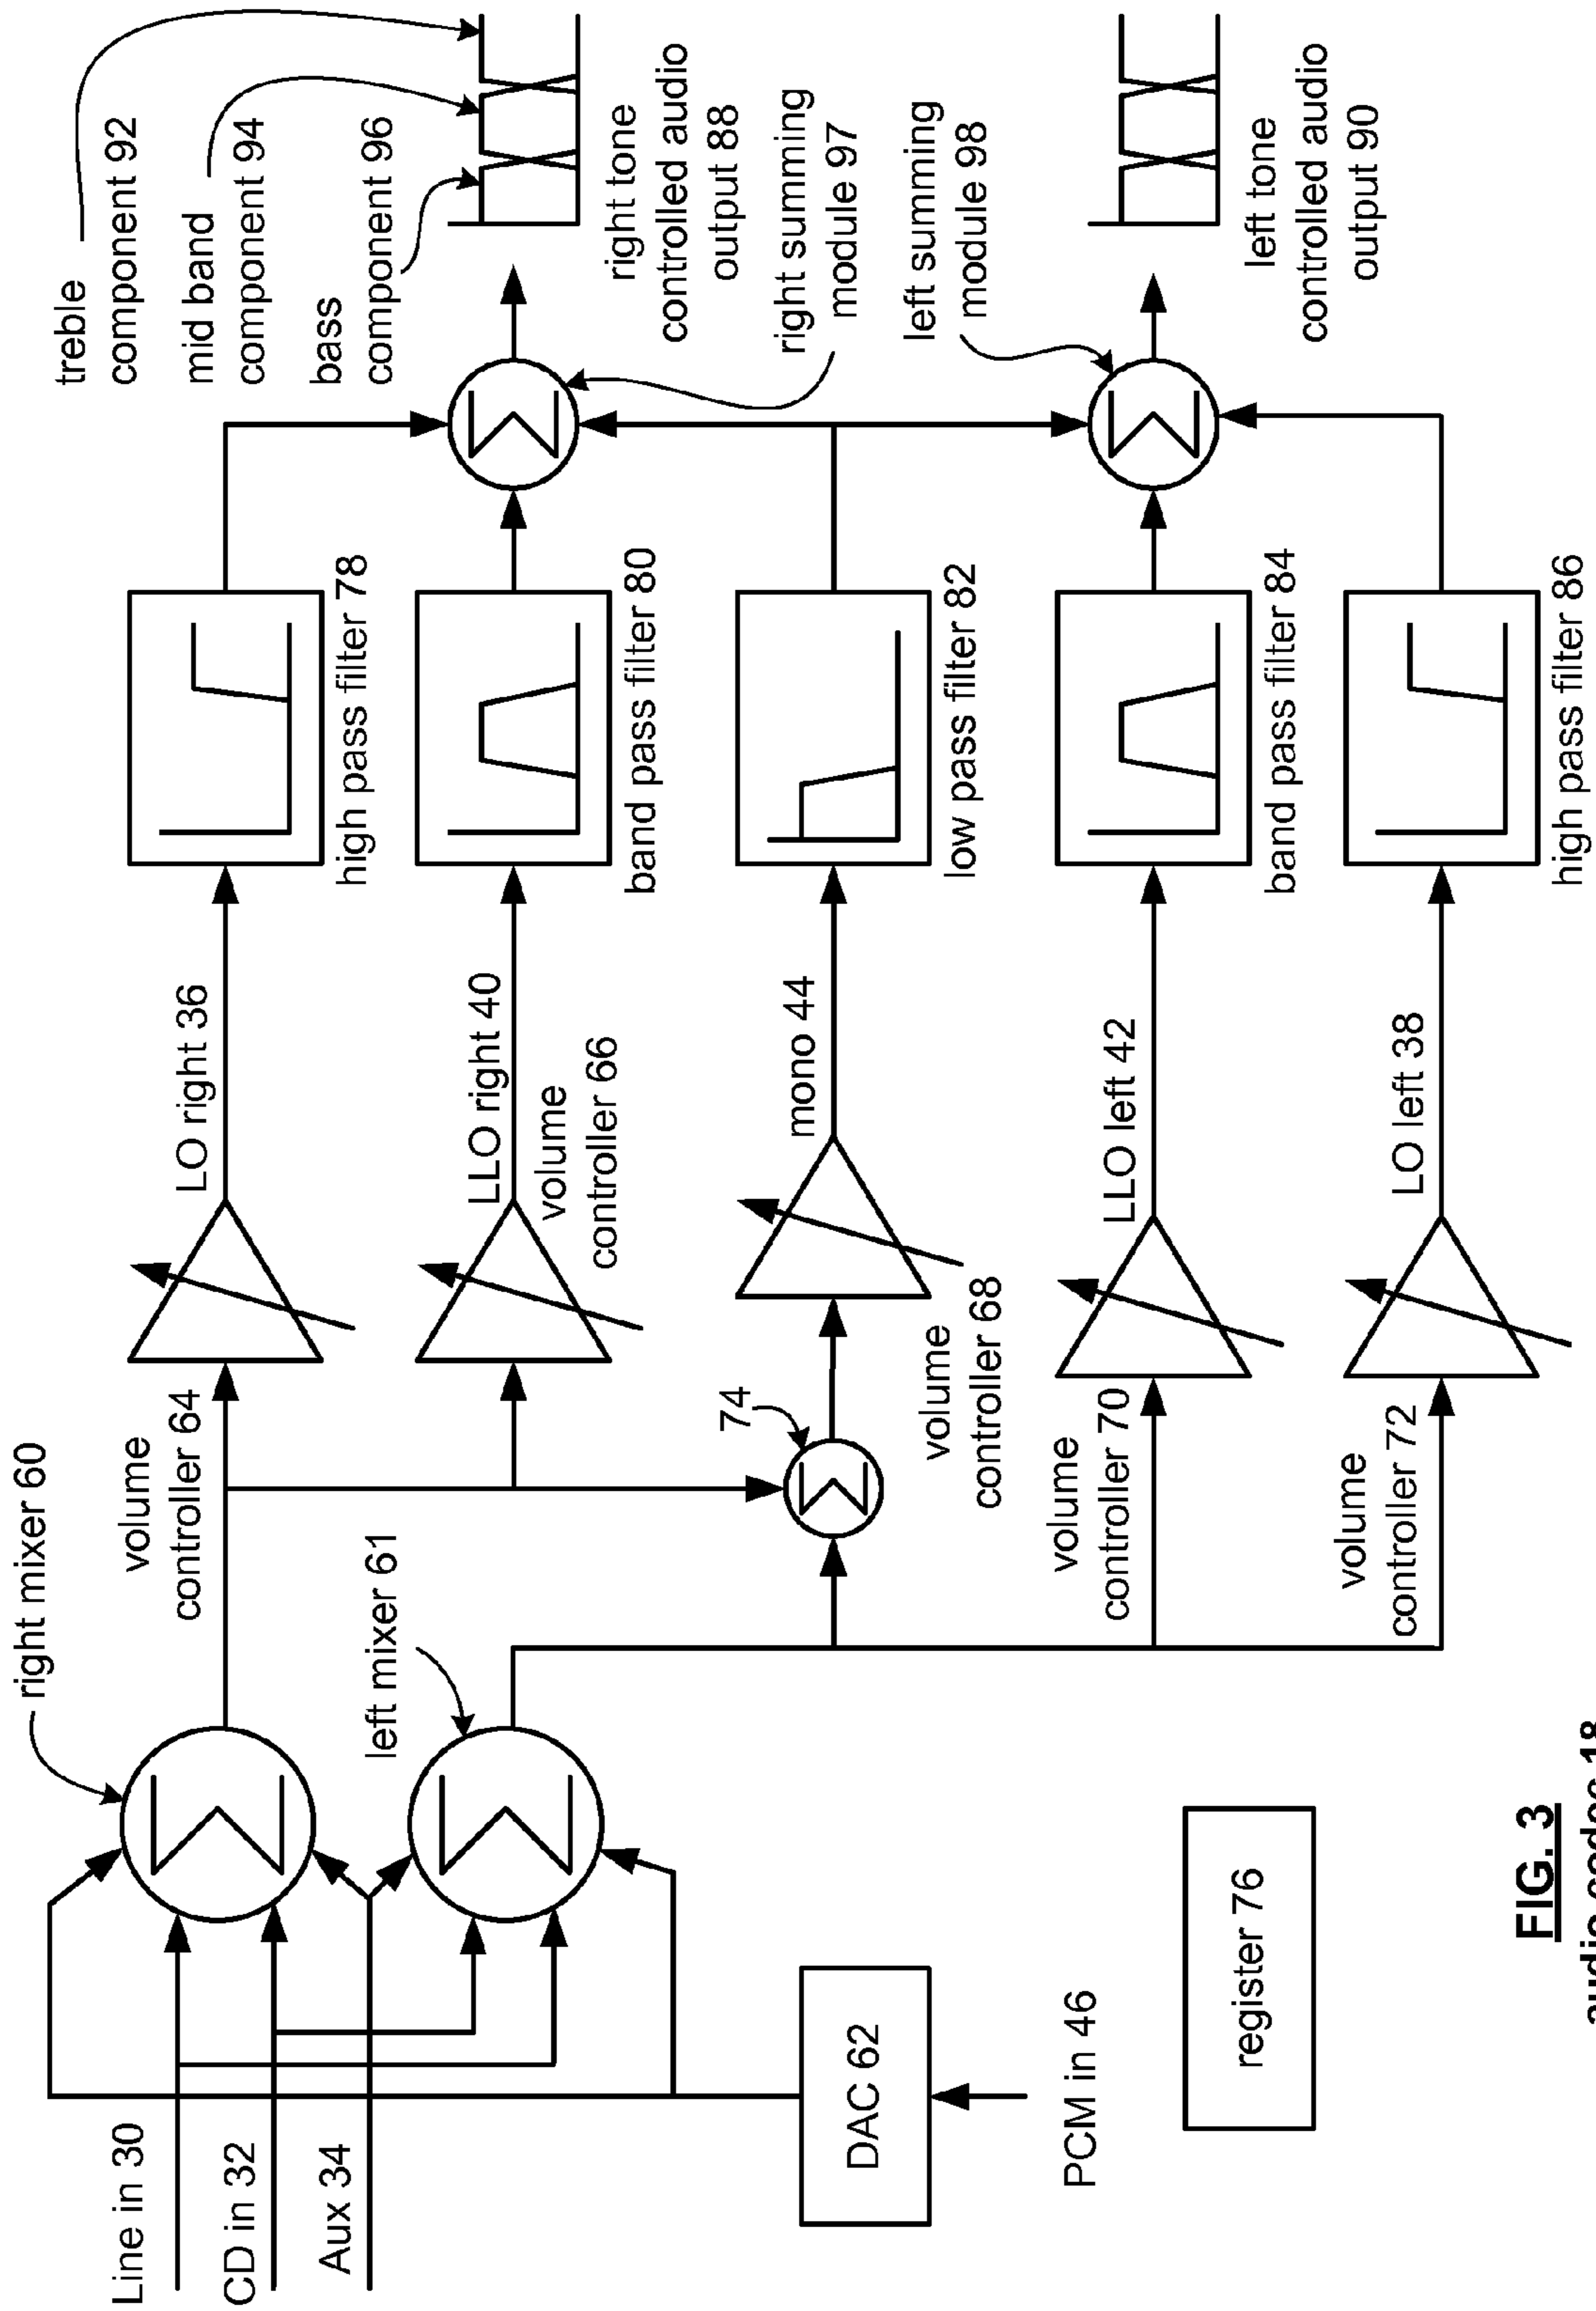 right mixer 60
Line in 30
CD in 32
Aux 34
left mixer 61
DAC 62
PCM in 46
register 76
volume
controller 64
LO right 36
LLO right 40
volume
controller 66
74
mono 44
volume
controller 68
LLO left 42
volume
controller 70
LO left 38
volume
controller 72
high pass filter 78
band pass filter 80
low pass filter 82
band pass filter 84
high pass filter 86
treble
component 92
mid band
component 94
bass
component 96
right tone
controlled audio
output 88
right summing
module 97
left summing
module 98
left tone
controlled audio
output 90
FIG. 3
audio codec 18